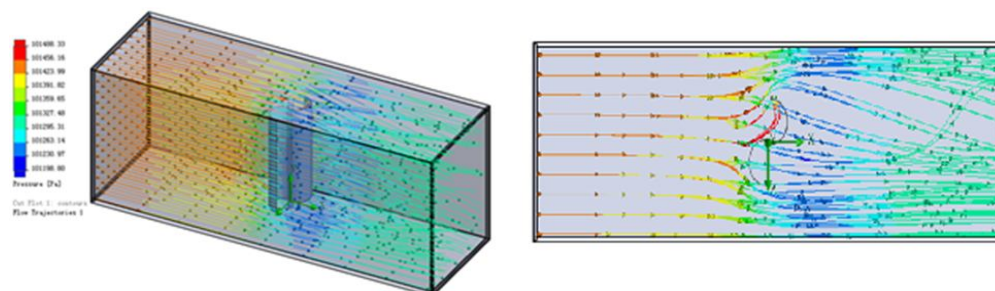 101488.33
101456.16
101423.99
101391.82
101359.65
101327.48
101295.31
101263.14
101230.97
101198.80
Pressure [Pa]
Cut Plot 1: contours
Flow Trajectories 1
X